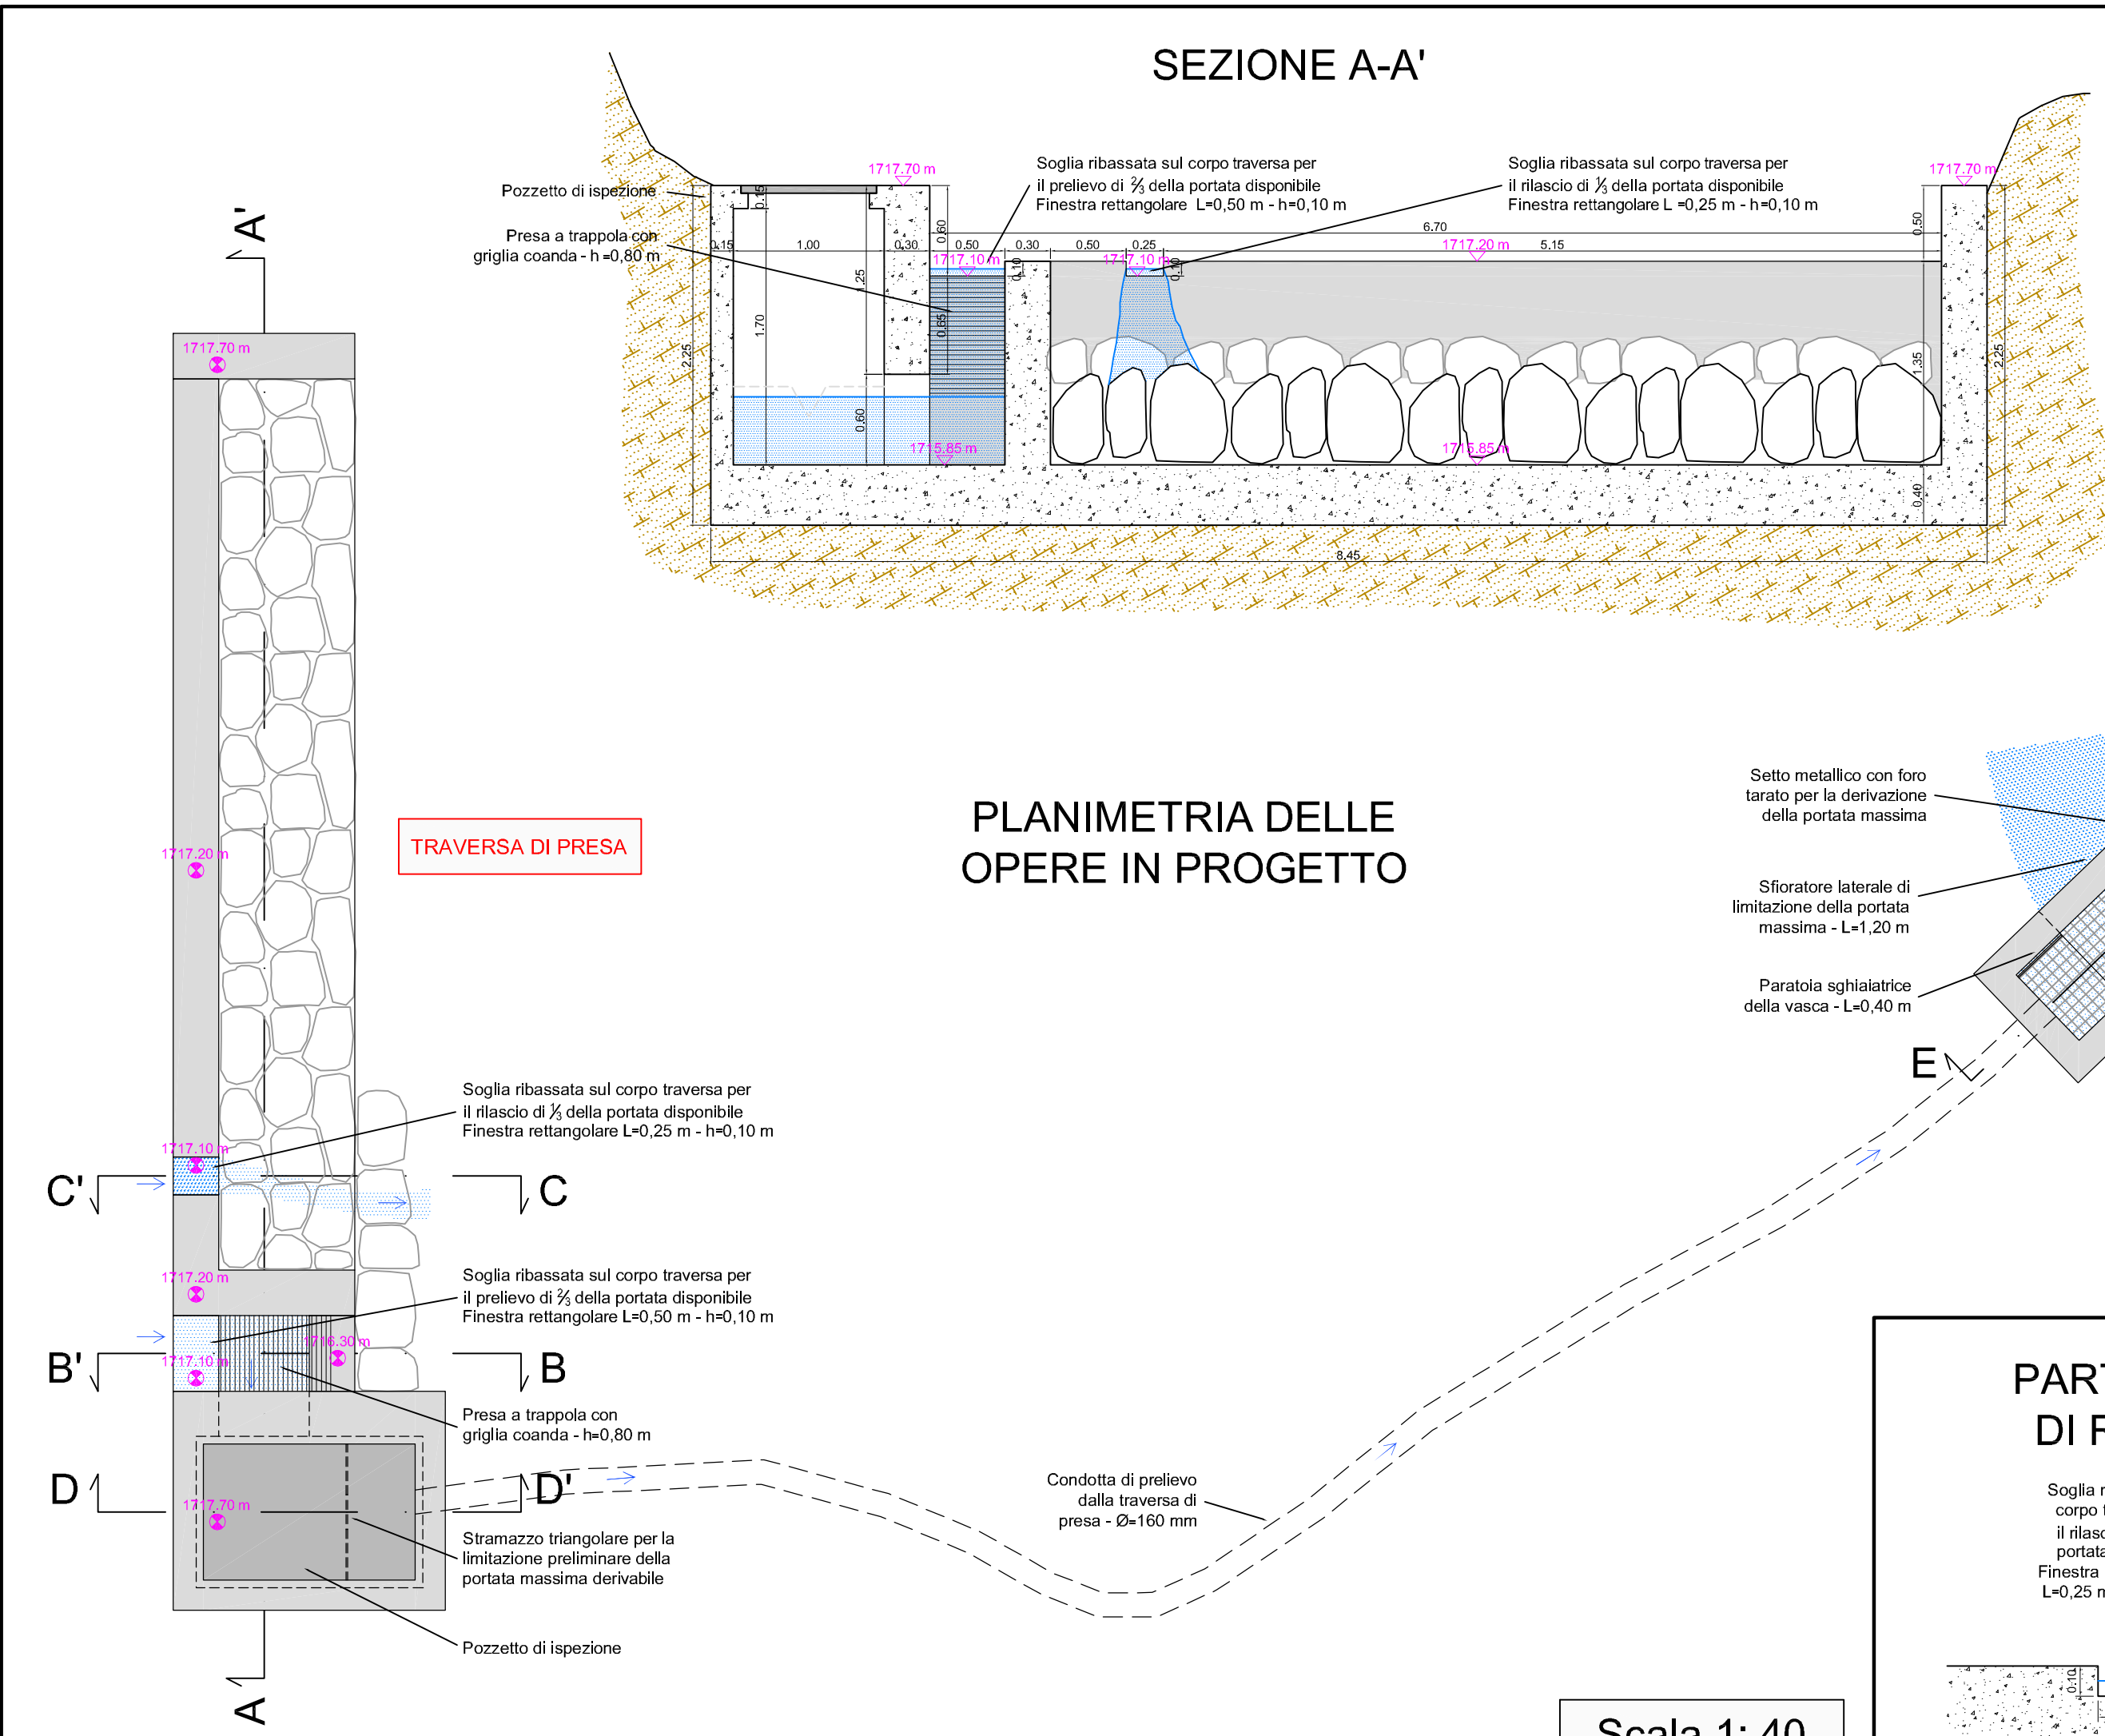 SEZIONE A-A'
Pozzetto di ispezione
Presa a trappola con
griglia coanda - h =0,80 m
Soglia ribassata sul corpo traversa per
il prelievo di ⅔ della portata disponibile
Finestra rettangolare L=0,50 m - h=0,10 m
Soglia ribassata sul corpo traversa per
il rilascio di ⅓ della portata disponibile
Finestra rettangolare L =0,25 m - h=0,10 m
1717.70 m
1717.70 m
0.15
0.60
0.50
6.70
0.15
1.00
0.30
0.50
0.30
0.50
0.25
1717.20 m
5.15
1717.10 m
0.10
1717.10 m
0.10
1.25
0.65
1.70
2.25
0.60
1.35
2.25
1715.85 m
1715.85 m
0.40
8.45
A'
1717.70 m
1717.20 m
TRAVERSA DI PRESA
PLANIMETRIA DELLE
OPERE IN PROGETTO
Setto metallico con foro
tarato per la derivazione
della portata massima
Sfioratore laterale di
limitazione della portata
massima - L=1,20 m
Paratoia sghiaiatrice
della vasca - L=0,40 m
E
Soglia ribassata sul corpo traversa per
il rilascio di ⅓ della portata disponibile
Finestra rettangolare L=0,25 m - h=0,10 m
1717.10 m
C'
C
Soglia ribassata sul corpo traversa per
il prelievo di ⅔ della portata disponibile
Finestra rettangolare L=0,50 m - h=0,10 m
1717.20 m
1716.30 m
1717.10 m
B'
B
Presa a trappola con
griglia coanda - h=0,80 m
D
D'
1717.70 m
Stramazzo triangolare per la
limitazione preliminare della
portata massima derivabile
Pozzetto di ispezione
A
Condotta di prelievo
dalla traversa di
presa - Ø=160 mm
Scala 1: 40
PART
DI R
Soglia r
corpo t
il rilasc
portata
Finestra
L=0,25 m
0.10